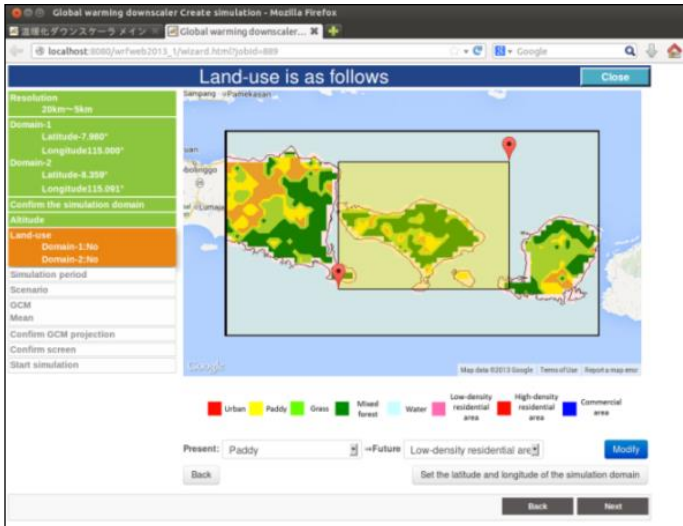 Global warming downscaler Create simulation - Mozilla Firefox
温暖化ダウンスケーラ メイン
Global warming downscaler...
localhost:8080/wrfweb2013_1/wizard.html?jobid=889
Google
Land-use is as follows
Close
Resolution
20km～5km
Domain-1
Latitude-7.960°
Longitude115.000°
Domain-2
Latitude-8.359°
Longitude115.091°
Confirm the simulation domain
Altitude
Land-use
Domain-1:No
Domain-2:No
Simulation period
Scenario
GCM
Mean
Confirm GCM projection
Confirm screen
Start simulation
Sampang
Pamekasan
Google
Map data ©2013 Google
Terms of Use
Report a map error
Urban
Paddy
Grass
Mixed forest
Water
Low-density residential area
High-density residential area
Commercial area
Present:
Paddy
⇒Future
Low-density residential are
Modify
Back
Set the latitude and longitude of the simulation domain
Back
Next